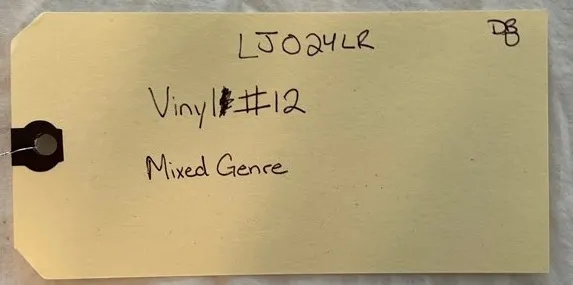 LJ024LR
DB
Vinyl #12
Mixed Genre